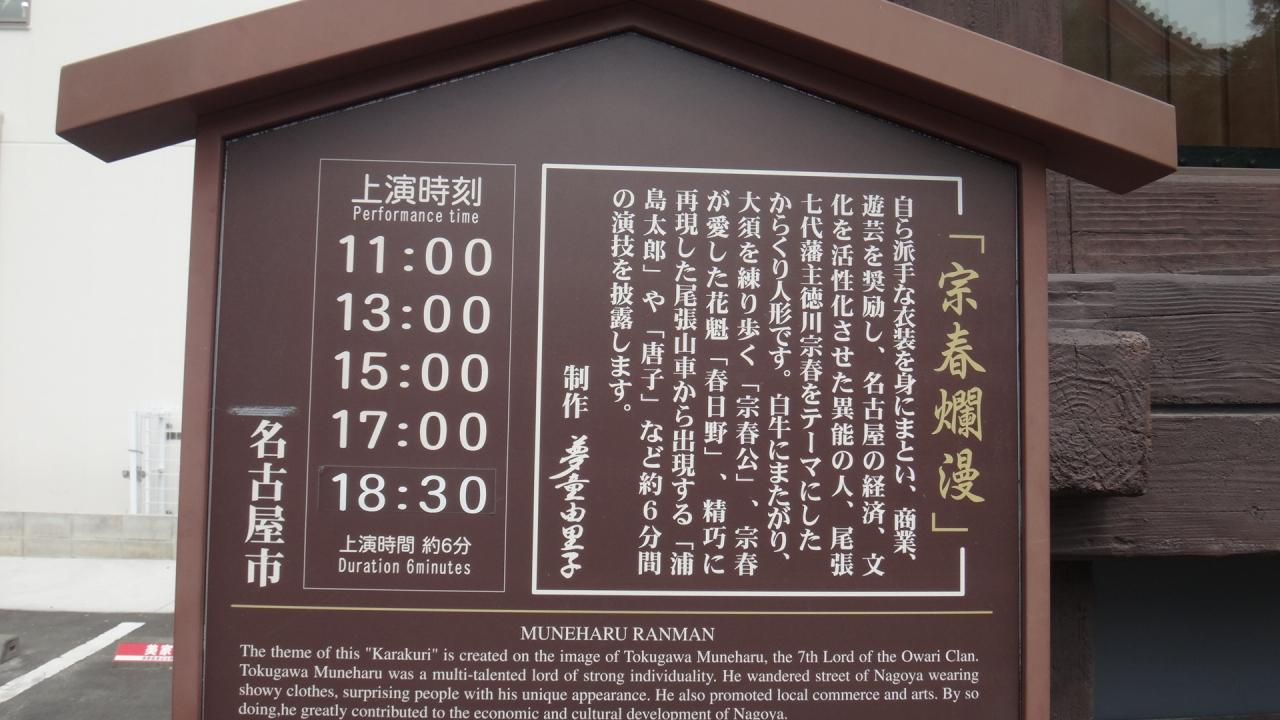 「宗春爛漫」
自ら派手な衣装を身にまとい、商業、
遊芸を奨励し、名古屋の経済、文
化を活性化させた異能の人、尾張
七代藩主徳川宗春をテーマにした
からくり人形です。白牛にまたがり、
大須を練り歩く「宗春公」、宗春
が愛した花魁「春日野」、精巧に
再現した尾張山車から出現する「浦
島太郎」や「唐子」など約6分間
の演技を披露します。
制作 夢童由里子
上演時刻
Performance time
11:00
13:00
15:00
17:00
18:30
上演時間 約6分
Duration 6minutes
名古屋市
MUNEHARU RANMAN
The theme of this "Karakuri" is created on the image of Tokugawa Muneharu, the 7th Lord of the Owari Clan.
Tokugawa Muneharu was a multi-talented lord of strong individuality. He wandered street of Nagoya wearing
showy clothes, surprising people with his unique appearance. He also promoted local commerce and arts. By so
doing,he greatly contributed to the economic and cultural development of Nagoya.
美家